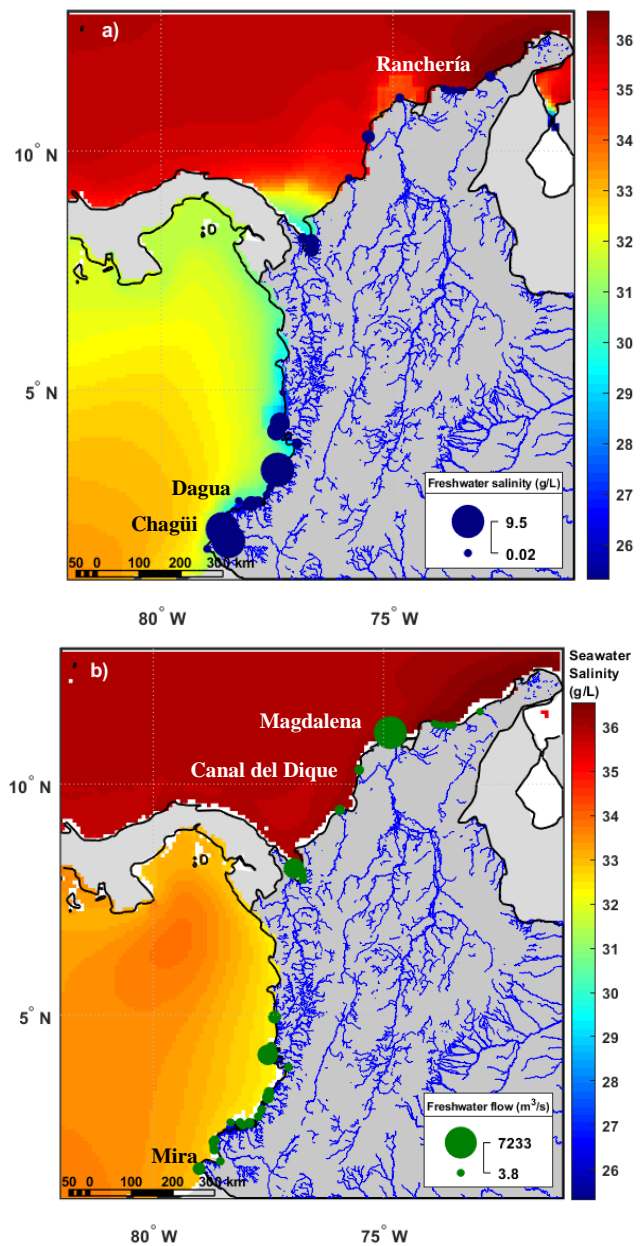 a)
36
Ranchería
35
10° N
34
D
33
32
31
5° N
30
29
Dagua
Freshwater salinity (g/L)
28
Chagüi
9.5
27
0.02
50 0 100 200 300 km
26
80° W 75° W
b)
Seawater
Salinity
(g/L)
Magdalena
36
Canal del Dique
35
10° N
34
D
33
32
31
5° N
30
29
28
Freshwater flow (m³/s)
7233
27
Mira
3.8
50 0 100 200 300 km
26
80° W 75° W